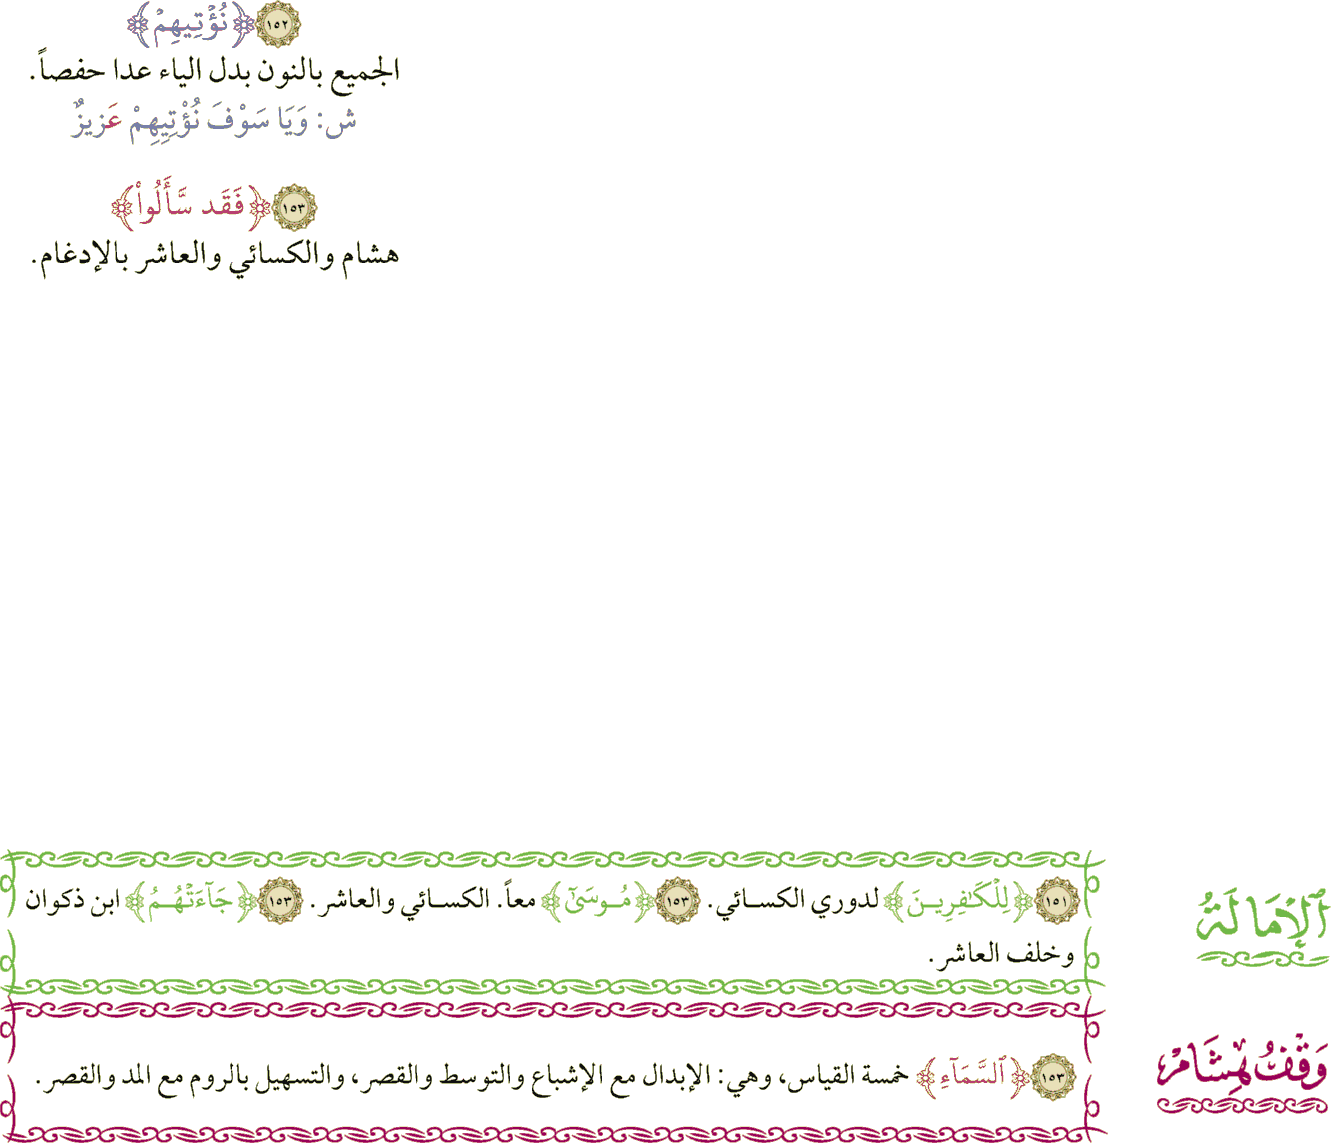 ١٥٢ ﴿نُؤْتِيهِمْ﴾
الجميع بالنون بدل الياء عدا حفصاً.
ش: وَيَا سَوْفَ نُؤْتِيهِمْ عَزِيزٌ
١٥٣ ﴿فَقَد سَّأَلُواْ﴾
هشام والكسائي والعاشر بالإدغام.
ٱلْإِمَالَةُ
١٥١ ﴿لِلْكَٰفِرِينَ﴾ لدوري الكسائي. ١٥٣ ﴿مُوسَىٰٓ﴾ معاً. الكسائي والعاشر. ١٥٣ ﴿جَآءَتْهُمُ﴾ ابن ذكوان
وخلف العاشر.
وَقْفُ هِشَامٍ
١٥٣ ﴿ٱلسَّمَآءِ﴾ خمسة القياس، وهي: الإبدال مع الإشباع والتوسط والقصر، والتسهيل بالروم مع المد والقصر.